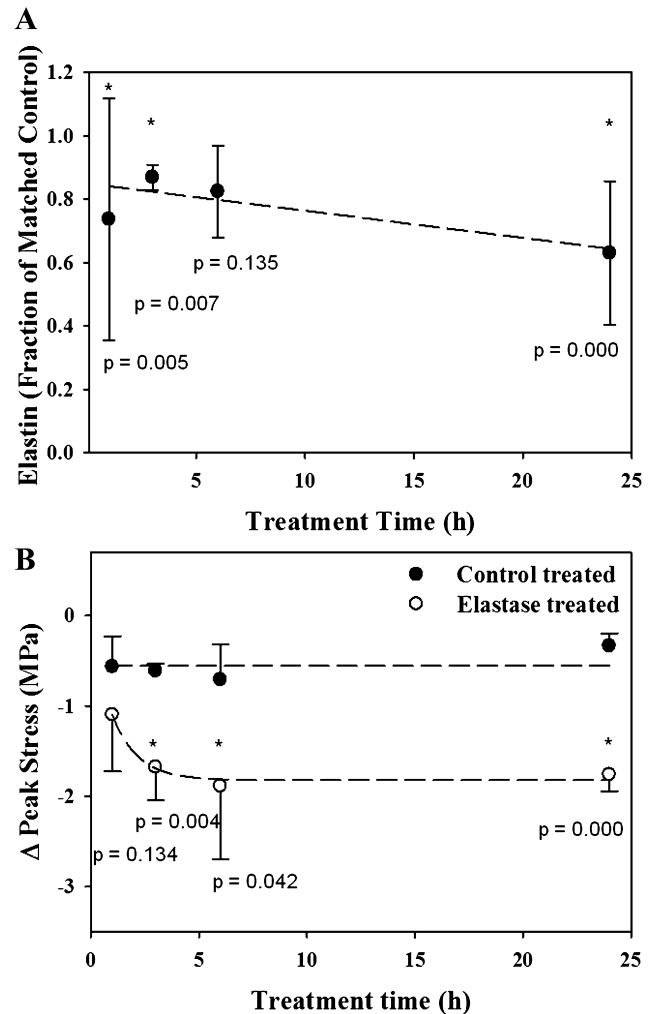 A
Elastin (Fraction of Matched Control)
1.2
1.0
0.8
0.6
0.4
0.2
0.0
*
*
*
p = 0.135
p = 0.007
p = 0.005
p = 0.000
5
10
15
20
25
Treatment Time (h)
B
Δ Peak Stress (MPa)
0
-1
-2
-3
Control treated
Elastase treated
*
*
*
p = 0.004
p = 0.134
p = 0.042
p = 0.000
0
5
10
15
20
25
Treatment time (h)